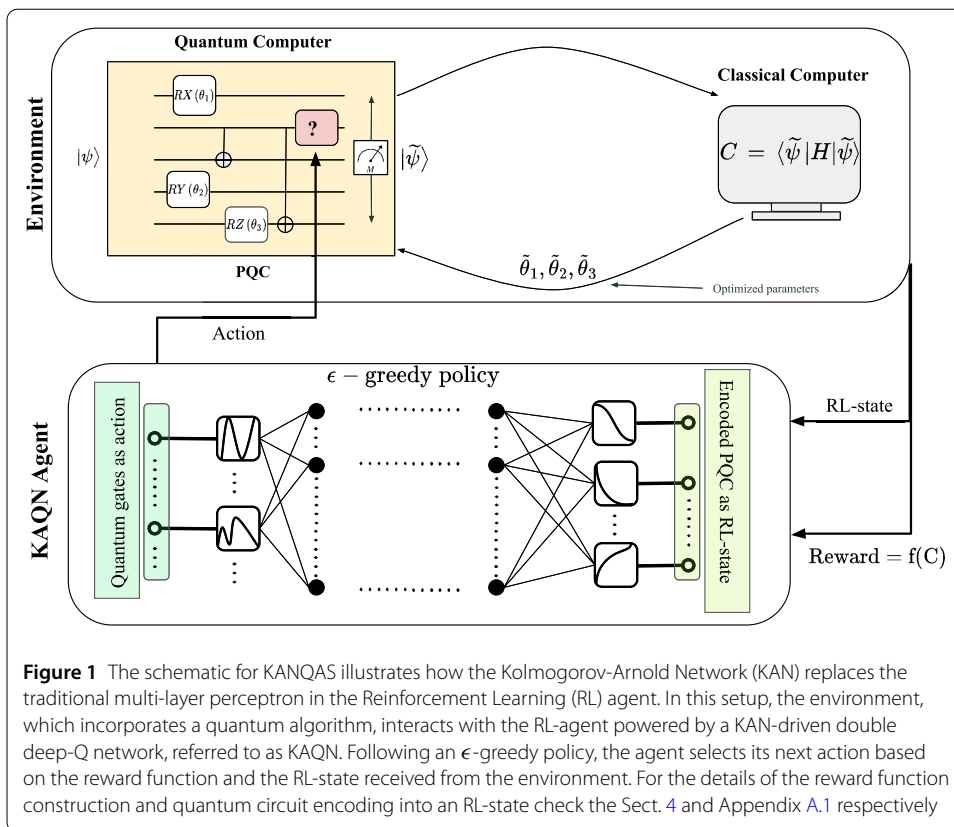 Quantum Computer
Classical Computer
Environment
|ψ⟩
RX(θ₁)
?
RY(θ₂)
RZ(θ₃)
M
|ψ̃⟩
PQC
C = ⟨ψ̃|H|ψ̃⟩
θ̃₁, θ̃₂, θ̃₃
Optimized parameters
Action
KAQN Agent
ϵ − greedy policy
Quantum gates as action
Encoded PQC as RL-state
RL-state
Reward = f(C)
Figure 1 The schematic for KANQAS illustrates how the Kolmogorov-Arnold Network (KAN) replaces the
traditional multi-layer perceptron in the Reinforcement Learning (RL) agent. In this setup, the environment,
which incorporates a quantum algorithm, interacts with the RL-agent powered by a KAN-driven double
deep-Q network, referred to as KAQN. Following an ϵ-greedy policy, the agent selects its next action based
on the reward function and the RL-state received from the environment. For the details of the reward function
construction and quantum circuit encoding into an RL-state check the Sect. 4 and Appendix A.1 respectively